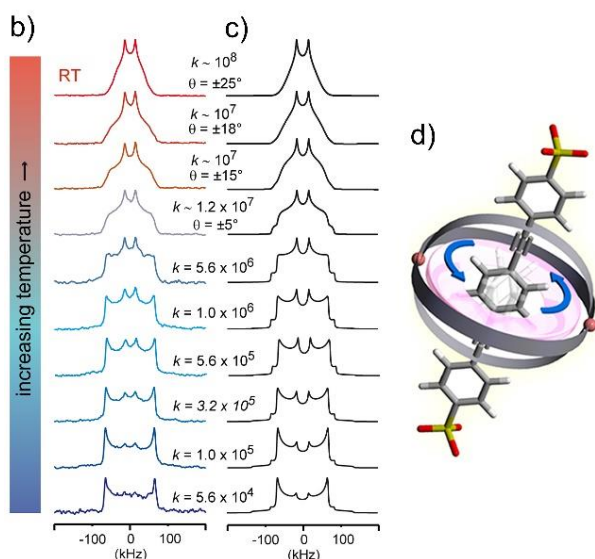 b)
c)
d)
increasing temperature →
RT
k ~ 10⁸
θ = ±25°
k ~ 10⁷
θ = ±18°
k ~ 10⁷
θ = ±15°
k ~ 1.2 x 10⁷
θ = ±5°
k = 5.6 x 10⁶
k = 1.0 x 10⁶
k = 5.6 x 10⁵
k = 3.2 x 10⁵
k = 1.0 x 10⁵
k = 5.6 x 10⁴
-100 0 100
(kHz)
-100 0 100
(kHz)